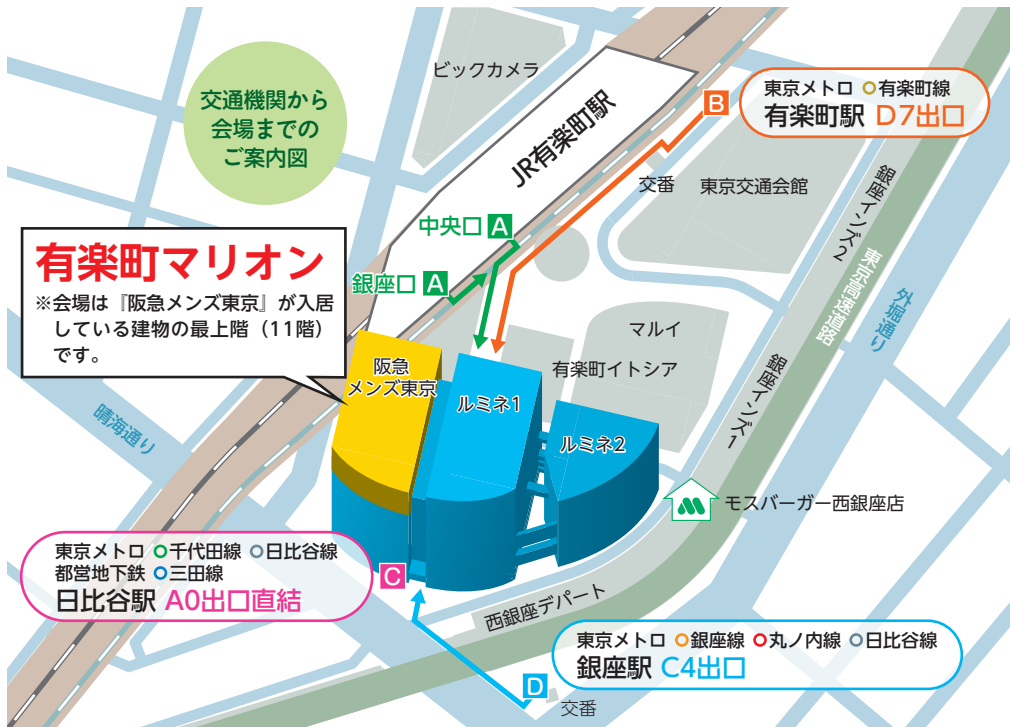 交通機関から
会場までの
ご案内図
ビックカメラ
JR有楽町駅
B
東京メトロ 有楽町線
有楽町駅 D7出口
交番
東京交通会館
銀座インズ2
東京高速道路
外堀通り
中央口 A
銀座口 A
有楽町マリオン
※会場は『阪急メンズ東京』が入居
している建物の最上階（11階）
です。
マルイ
有楽町イトシア
銀座インズ1
阪急
メンズ東京
ルミネ1
ルミネ2
晴海通り
モスバーガー西銀座店
東京メトロ 千代田線 日比谷線
都営地下鉄 三田線
日比谷駅 A0出口直結
C
西銀座デパート
東京メトロ 銀座線 丸ノ内線 日比谷線
銀座駅 C4出口
D
交番